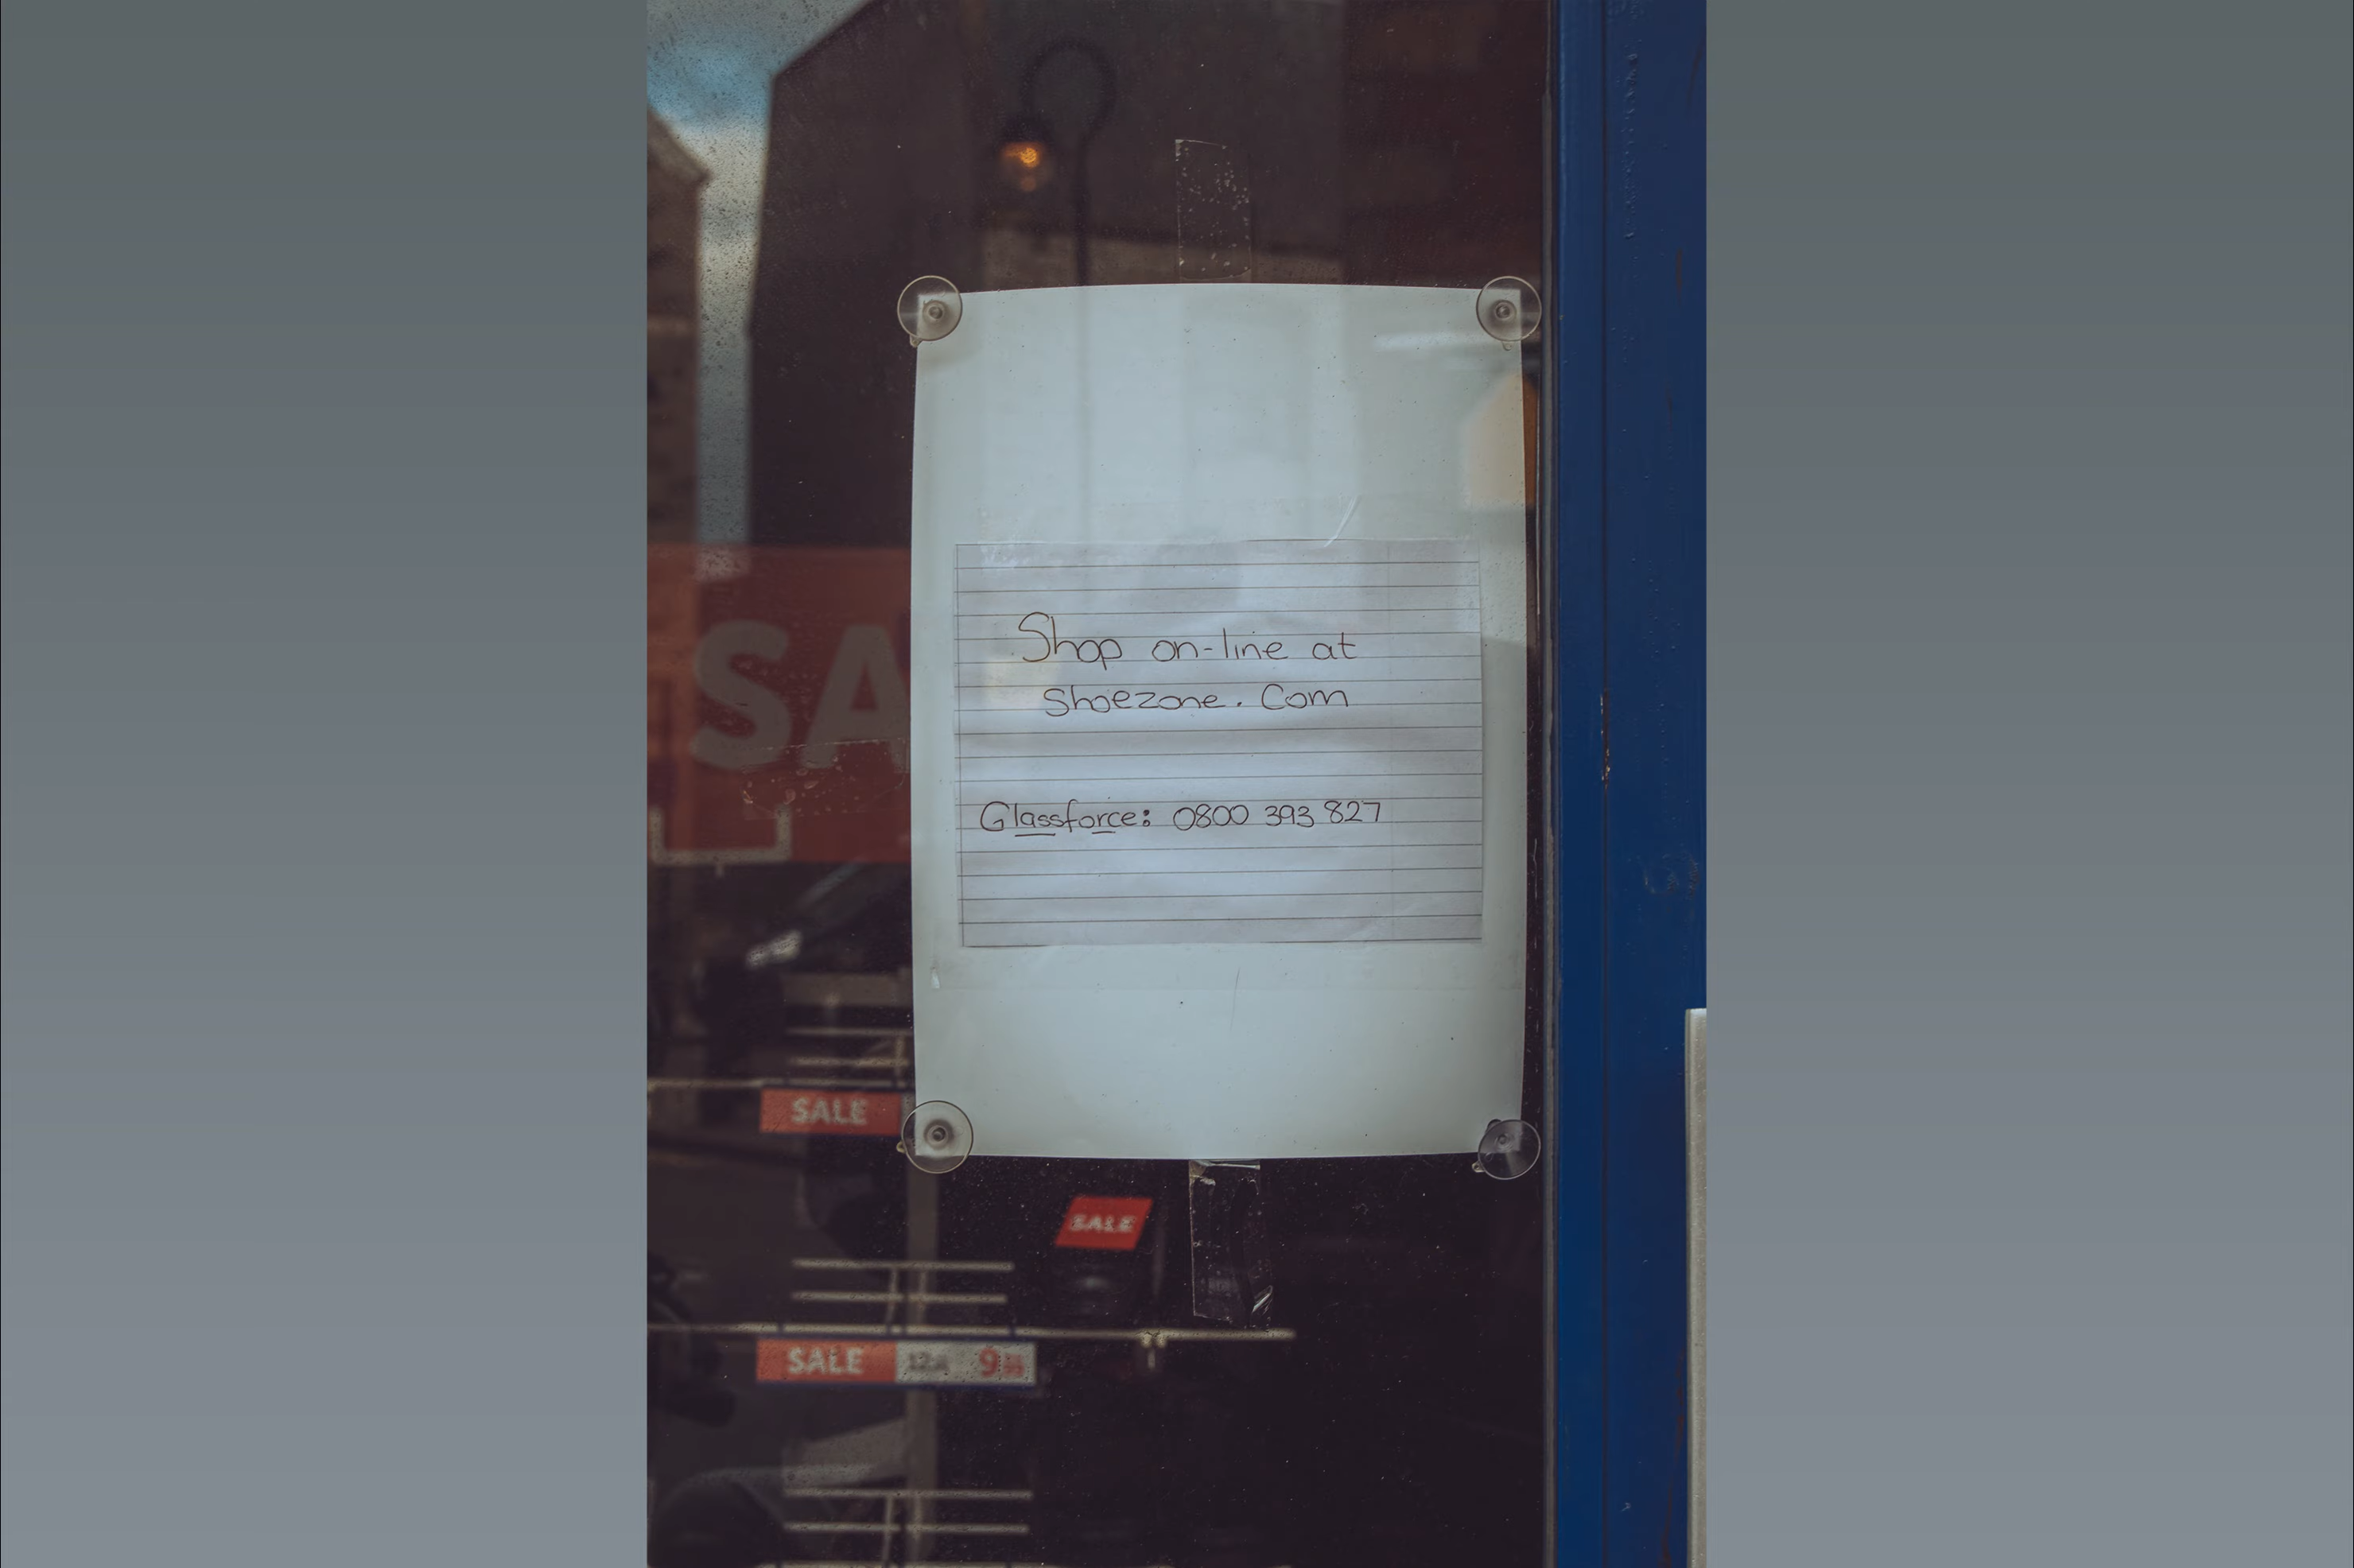 Shop on-line at
Shoezone. Com
Glassforce: 0800 393 827
SA
SALE
SALE
SALE 9